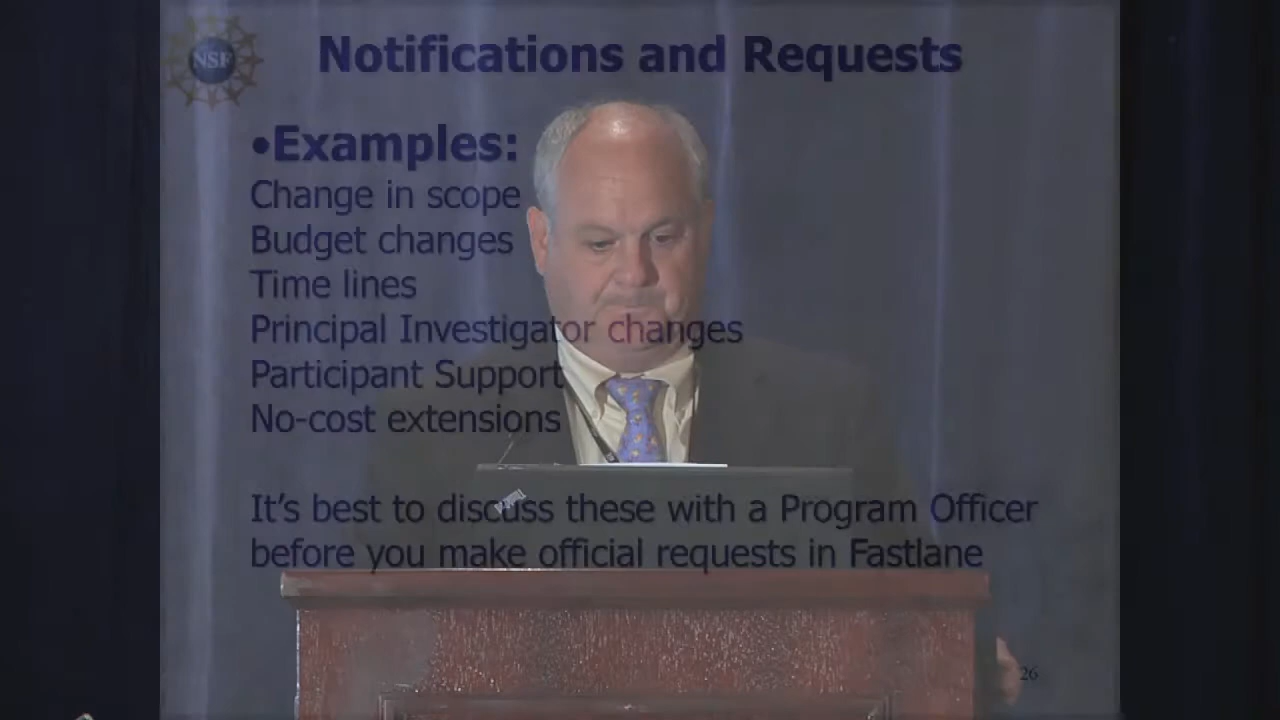 NSF
Notifications and Requests
•Examples:
Change in scope
Budget changes
Time lines
Principal Investigator changes
Participant Support
No-cost extensions
It's best to discuss these with a Program Officer
before you make official requests in Fastlane
26